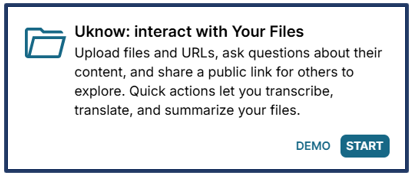 Uknow: interact with Your Files
Upload files and URLs, ask questions about their
content, and share a public link for others to
explore. Quick actions let you transcribe,
translate, and summarize your files.
DEMO START